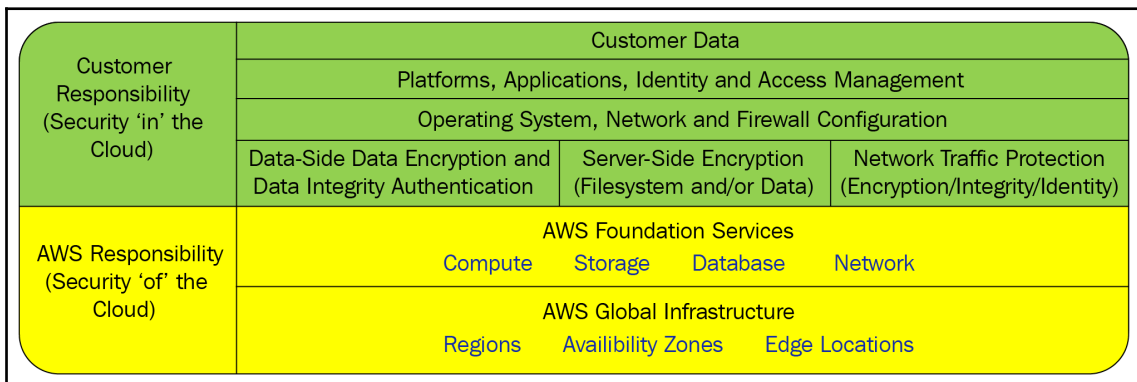 Customer
Responsibility
(Security ‘in’ the
Cloud)
Customer Data
Platforms, Applications, Identity and Access Management
Operating System, Network and Firewall Configuration
Data-Side Data Encryption and
Data Integrity Authentication
Server-Side Encryption
(Filesystem and/or Data)
Network Traffic Protection
(Encryption/Integrity/Identity)
AWS Responsibility
(Security ‘of’ the
Cloud)
AWS Foundation Services
Compute Storage Database Network
AWS Global Infrastructure
Regions Availibility Zones Edge Locations